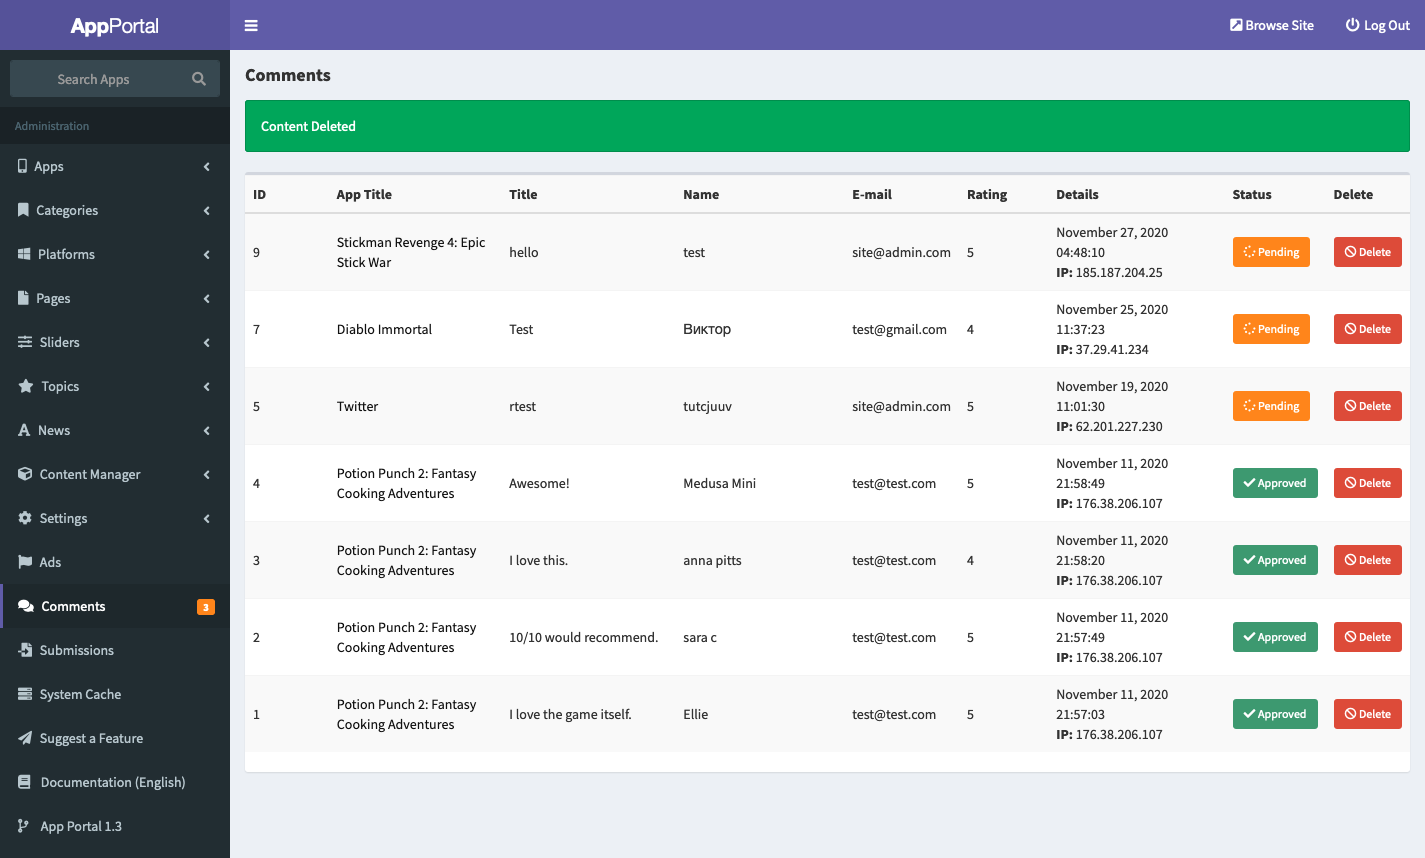 AppPortal
Browse Site
Log Out
Search Apps
Administration
Apps
Categories
Platforms
Pages
Sliders
Topics
News
Content Manager
Settings
Ads
Comments 3
Submissions
System Cache
Suggest a Feature
Documentation (English)
App Portal 1.3
Comments
Content Deleted
ID App Title Title Name E-mail Rating Details Status Delete
9 Stickman Revenge 4: Epic Stick War hello test site@admin.com 5 November 27, 2020 04:48:10 IP: 185.187.204.25 Pending Delete
7 Diablo Immortal Test Виктор test@gmail.com 4 November 25, 2020 11:37:23 IP: 37.29.41.234 Pending Delete
5 Twitter rtest tutcjuuv site@admin.com 5 November 19, 2020 11:01:30 IP: 62.201.227.230 Pending Delete
4 Potion Punch 2: Fantasy Cooking Adventures Awesome! Medusa Mini test@test.com 5 November 11, 2020 21:58:49 IP: 176.38.206.107 Approved Delete
3 Potion Punch 2: Fantasy Cooking Adventures I love this. anna pitts test@test.com 4 November 11, 2020 21:58:20 IP: 176.38.206.107 Approved Delete
2 Potion Punch 2: Fantasy Cooking Adventures 10/10 would recommend. sara c test@test.com 5 November 11, 2020 21:57:49 IP: 176.38.206.107 Approved Delete
1 Potion Punch 2: Fantasy Cooking Adventures I love the game itself. Ellie test@test.com 5 November 11, 2020 21:57:03 IP: 176.38.206.107 Approved Delete